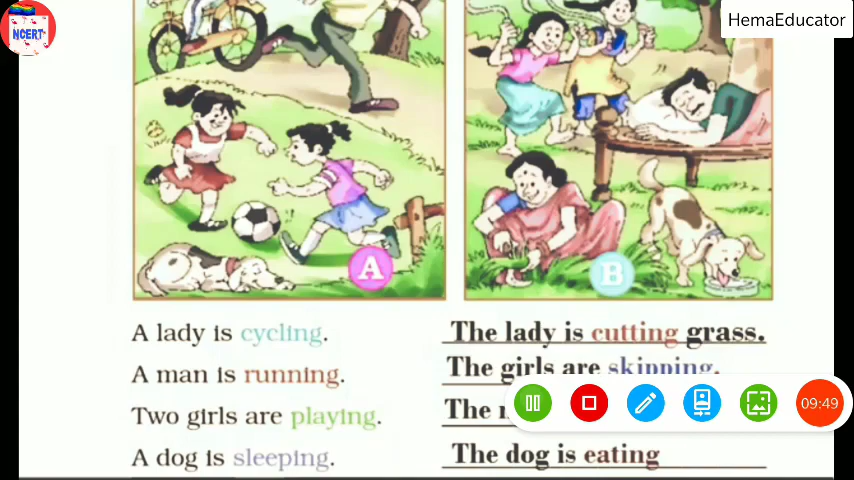 NCERT
HemaEducator
A
B
A lady is cycling.
A man is running.
Two girls are playing.
A dog is sleeping.
The lady is cutting grass.
The girls are skipping.
The
The dog is eating
09:49